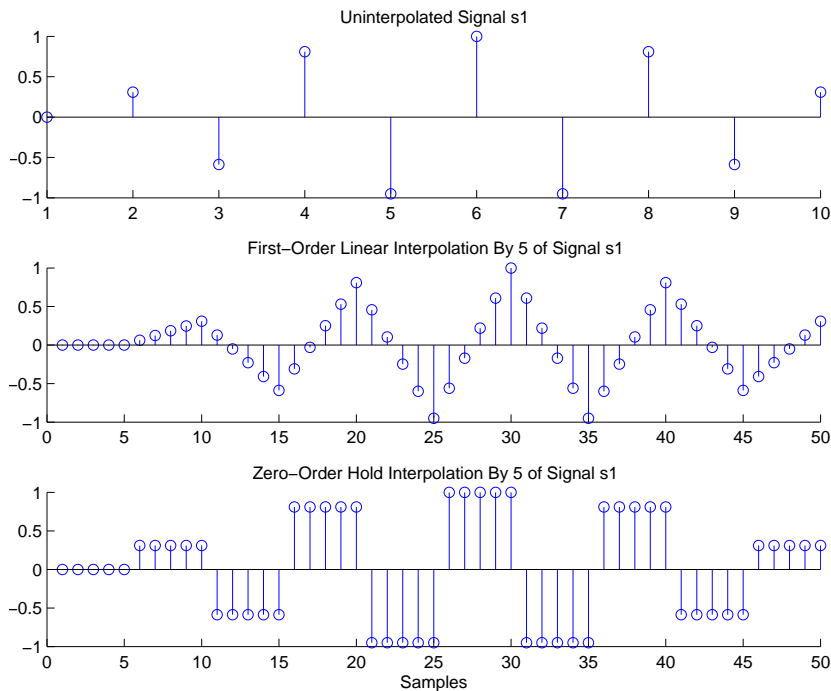 Uninterpolated Signal s1
1
0.5
0
−0.5
−1
1 2 3 4 5 6 7 8 9 10
First−Order Linear Interpolation By 5 of Signal s1
1
0.5
0
−0.5
−1
0 5 10 15 20 25 30 35 40 45 50
Zero−Order Hold Interpolation By 5 of Signal s1
1
0.5
0
−0.5
−1
0 5 10 15 20 25 30 35 40 45 50
Samples